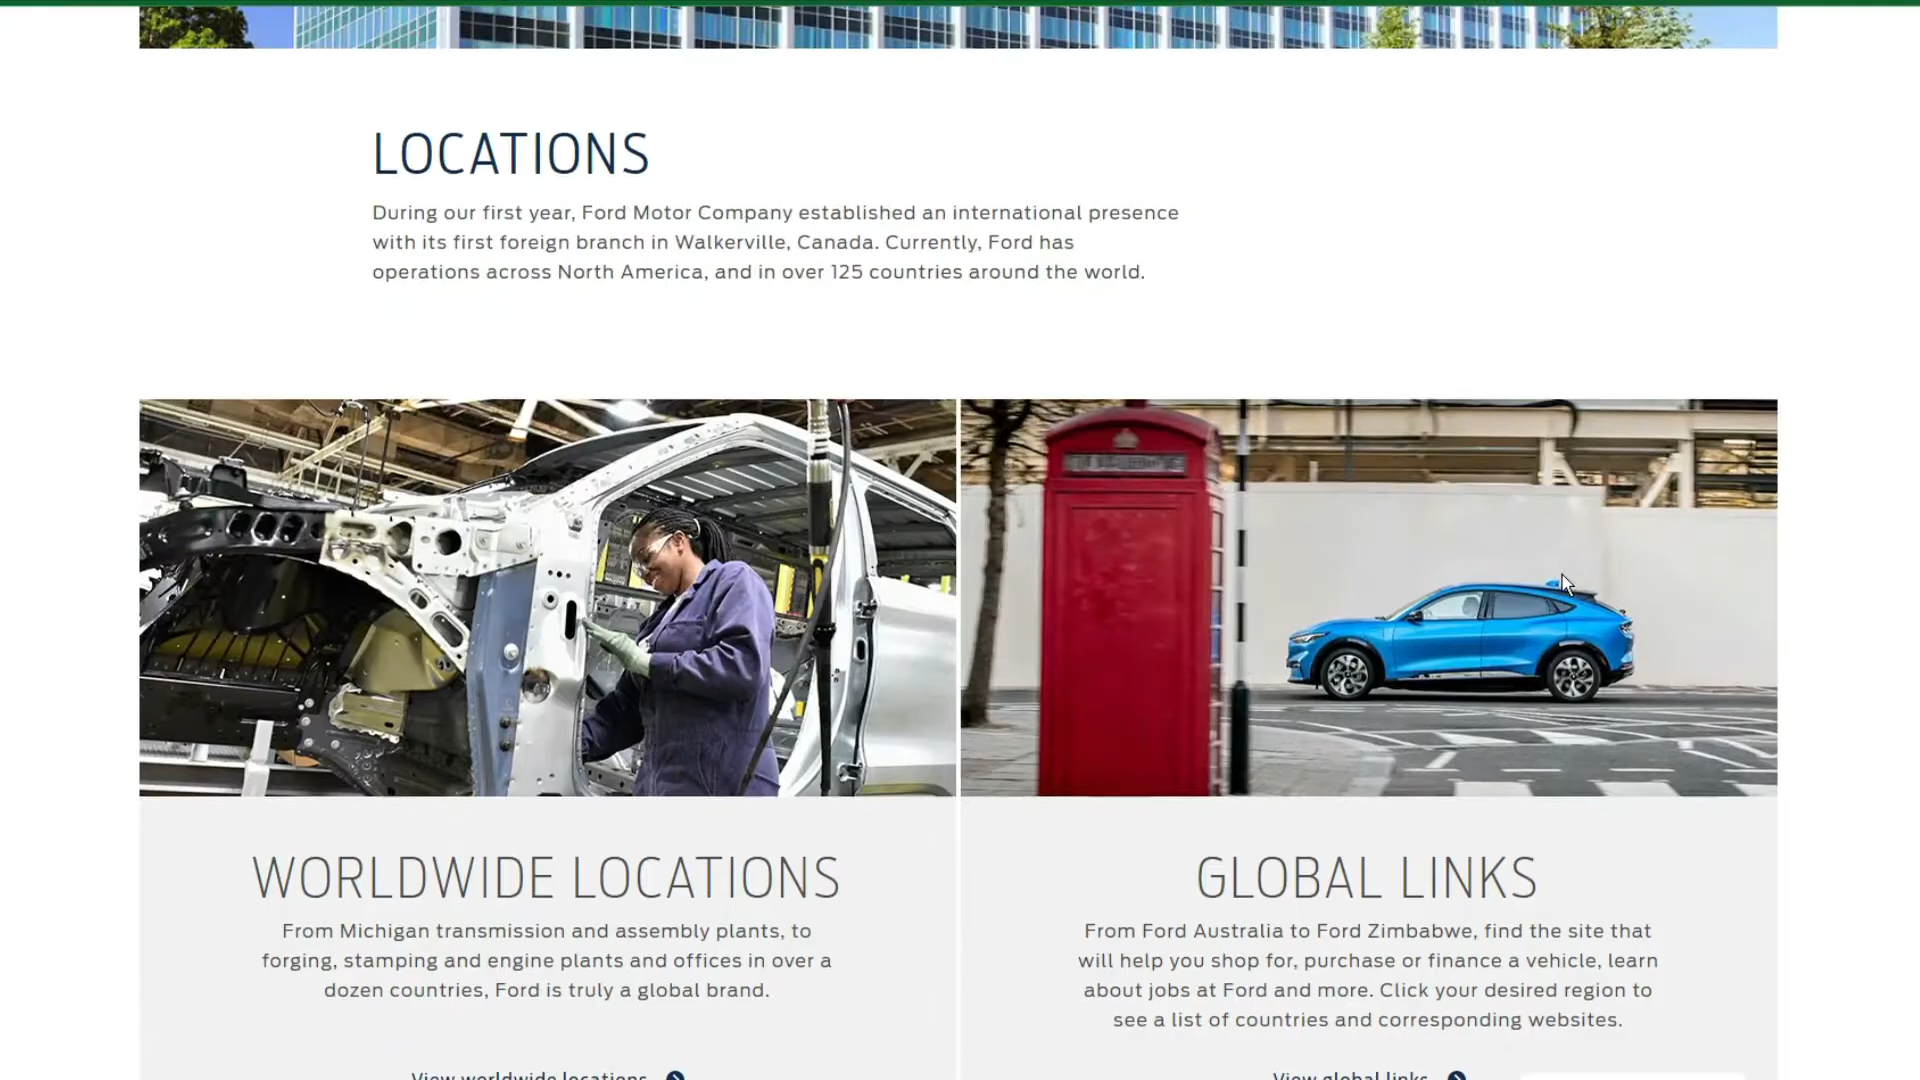 LOCATIONS
During our first year, Ford Motor Company established an international presence
with its first foreign branch in Walkerville, Canada. Currently, Ford has
operations across North America, and in over 125 countries around the world.
WORLDWIDE LOCATIONS
From Michigan transmission and assembly plants, to
forging, stamping and engine plants and offices in over a
dozen countries, Ford is truly a global brand.
View worldwide locations
GLOBAL LINKS
From Ford Australia to Ford Zimbabwe, find the site that
will help you shop for, purchase or finance a vehicle, learn
about jobs at Ford and more. Click your desired region to
see a list of countries and corresponding websites.
View global links